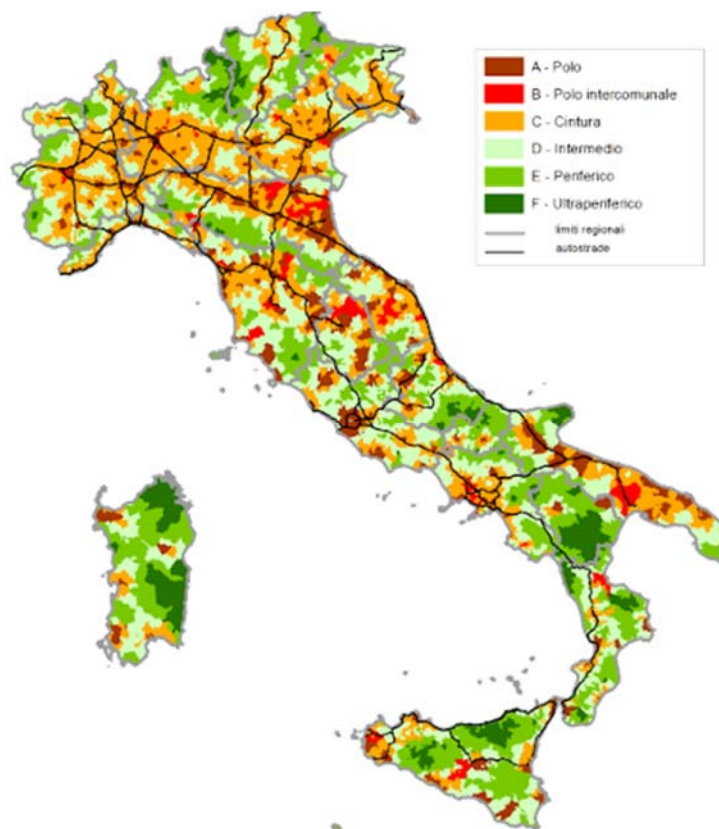 A - Polo
B - Polo intercomunale
C - Cintura
D - Intermedio
E - Periferico
F - Ultraperiferico
limiti regionali
autostrade